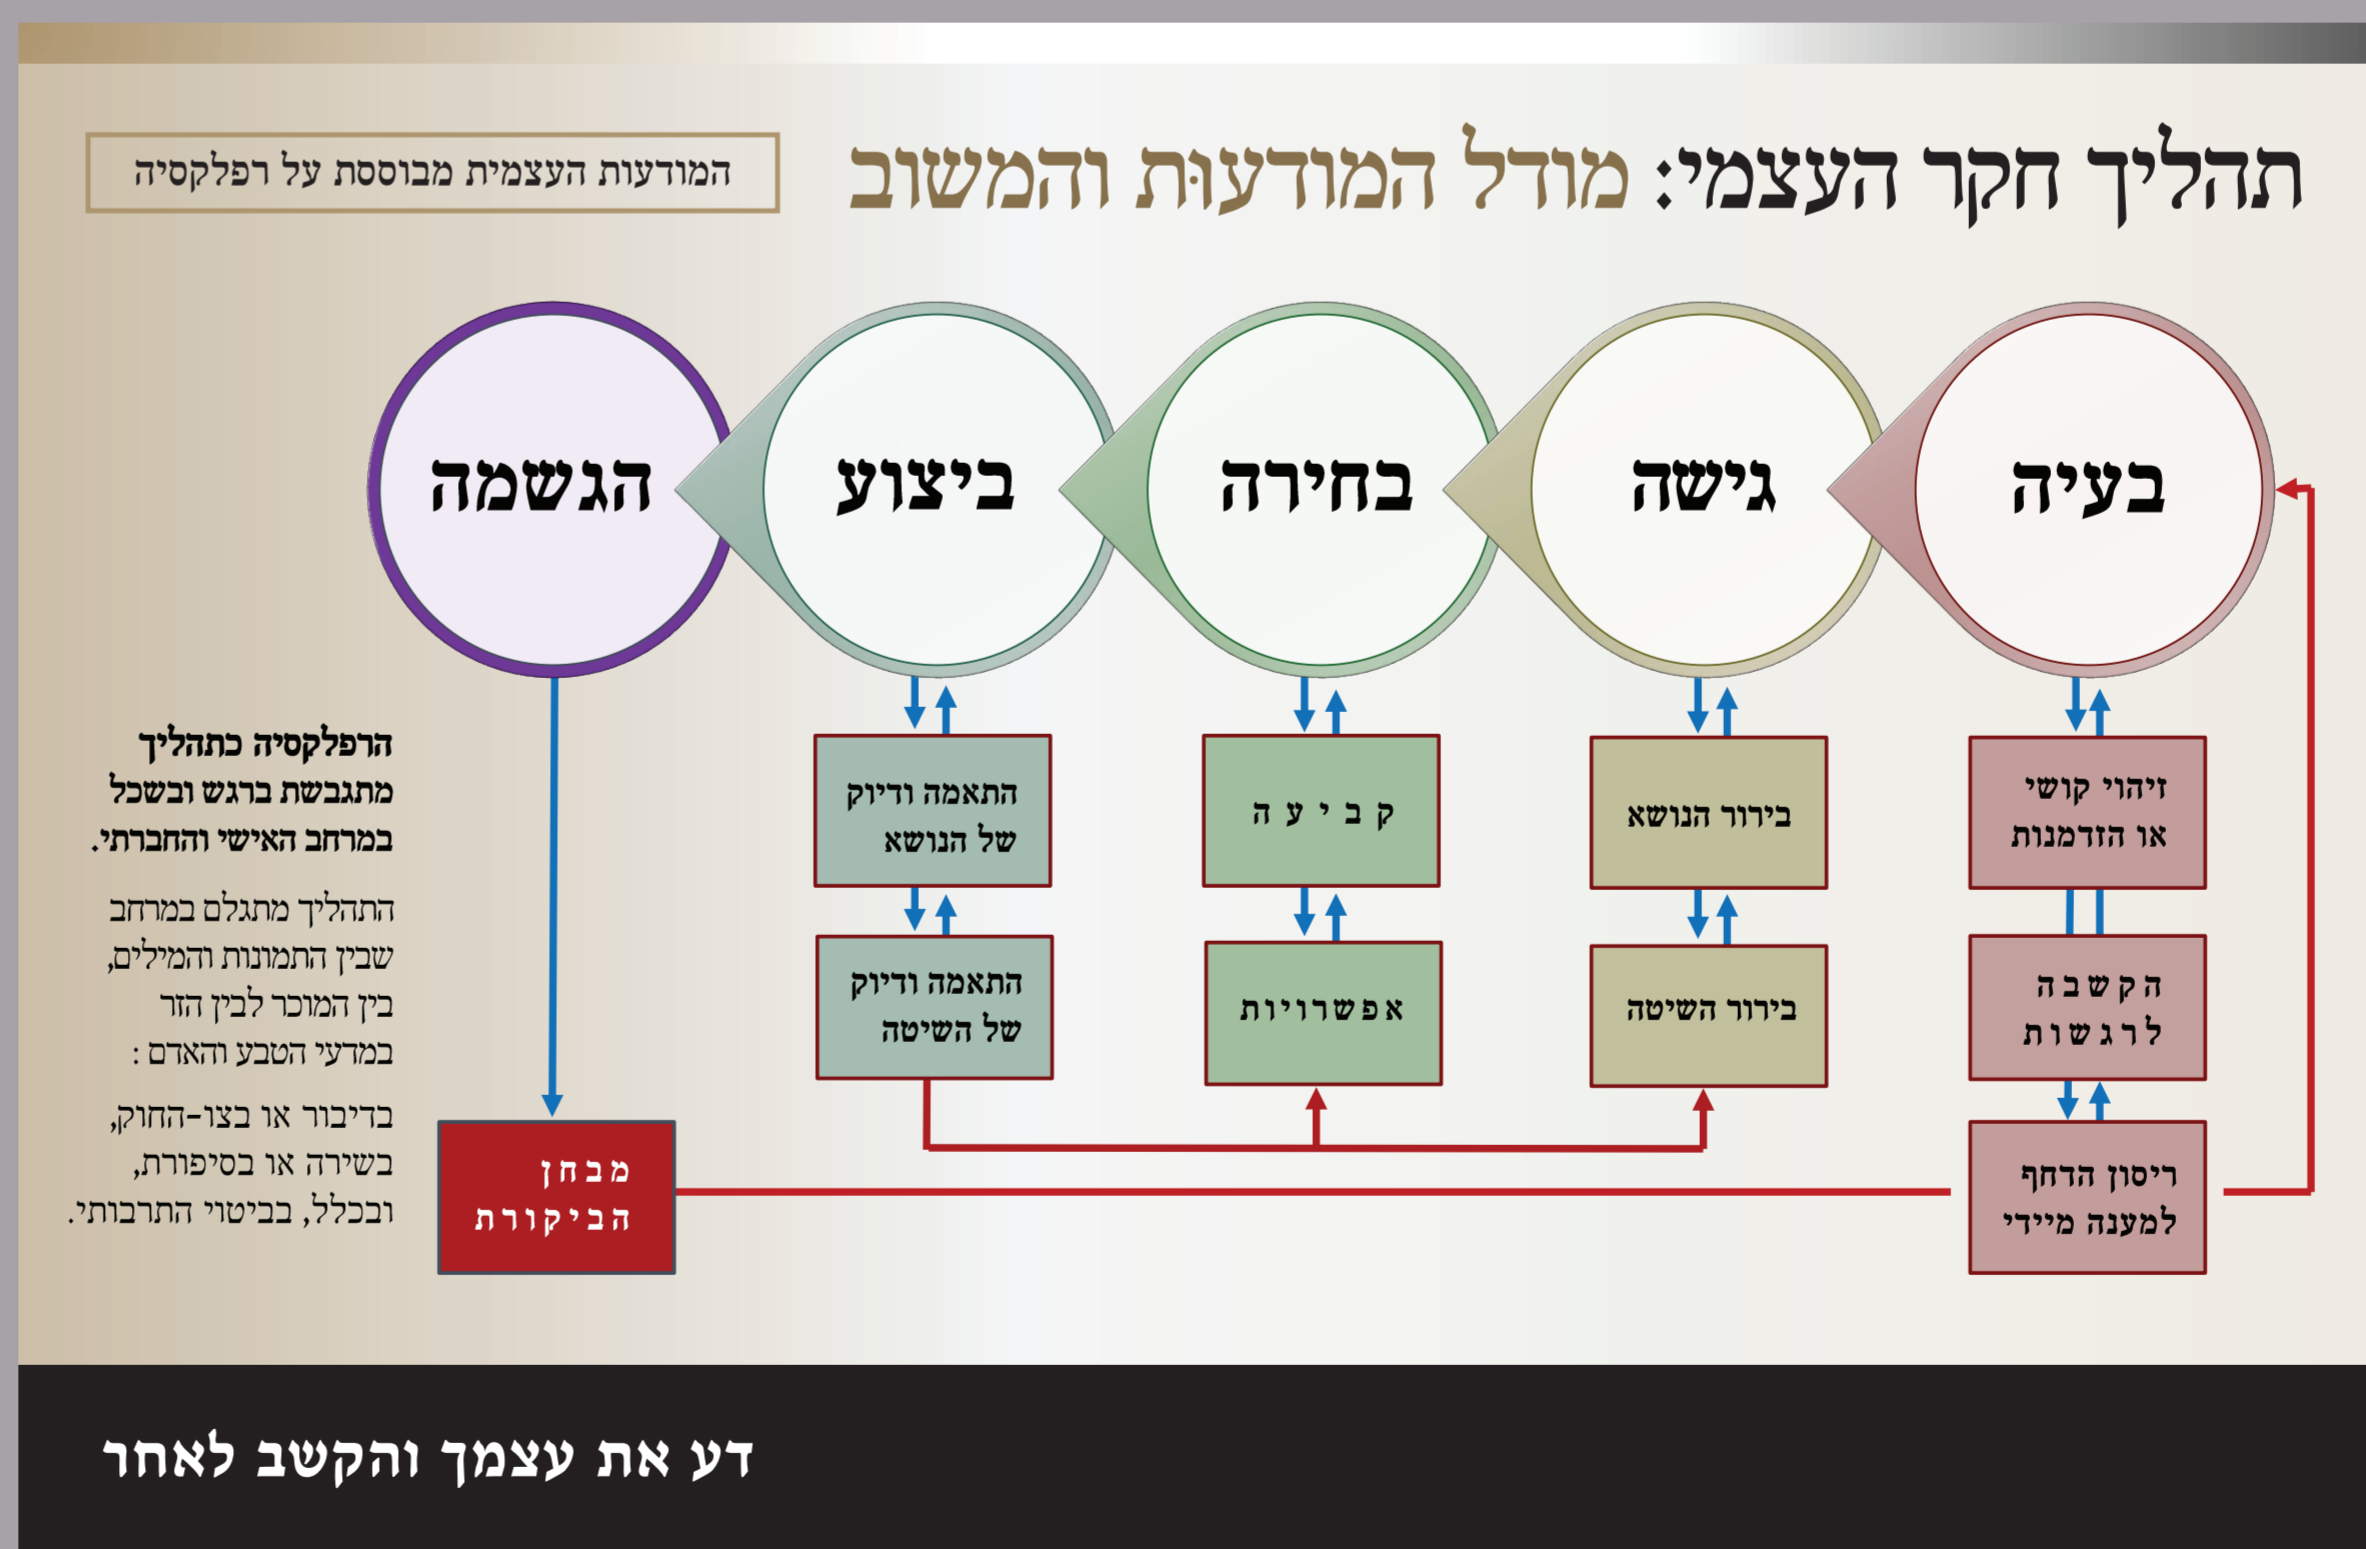 תהליך חקר העצמי: מודל המודעוּת והמשוב
המודעות העצמית מבוססת על רפלקסיה
בעיה
גישה
בחירה
ביצוע
הגשמה
זיהוי קושי
או הזדמנות
הקשבה
לרגשות
ריסון הדחף
למענה מיידי
בירור הנושא
בירור השיטה
קביעה
אפשרויות
התאמה ודיוק
של הנושא
התאמה ודיוק
של השיטה
מבחן
הביקורת
הרפלקסיה כתהליך
מתגבשת ברגש ובשכל
במרחב האישי והחברתי.
התהליך מתגלם במרחב
שבין התמונות והמילים,
בין המוכר לבין הזר
במדעי הטבע והאדם :
בדיבור או בצו-החוק,
בשירה או בסיפורת,
ובכלל, בביטוי התרבותי.
דע את עצמך והקשב לאחר